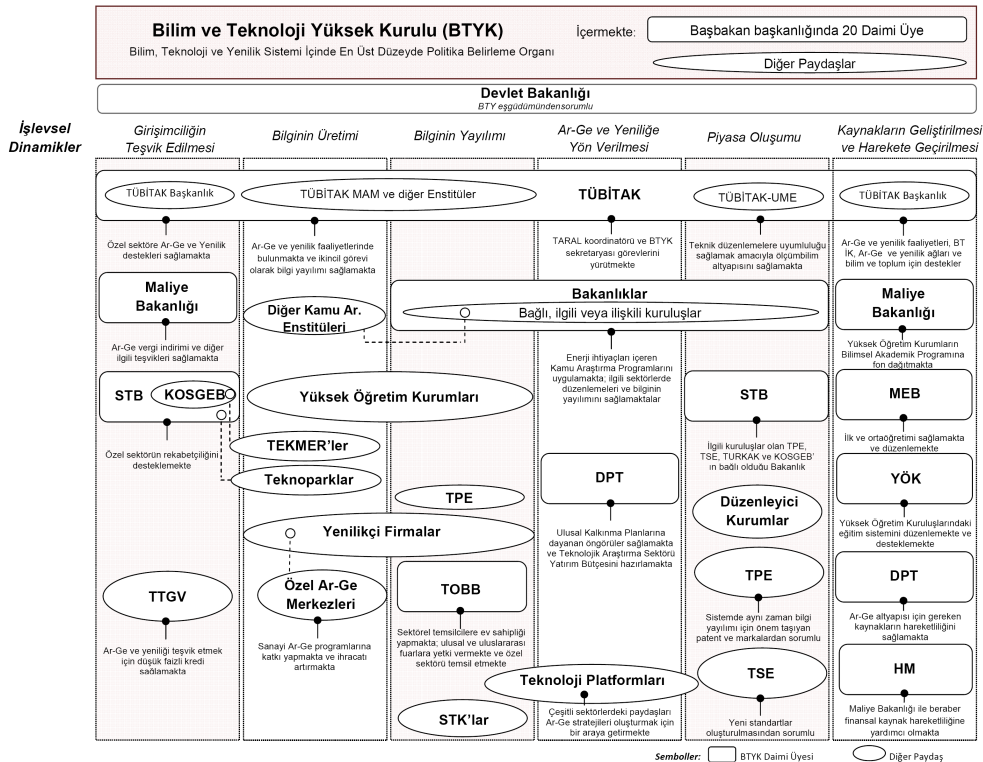 Bilim ve Teknoloji Yüksek Kurulu (BTYK)
Bilim, Teknoloji ve Yenilik Sistemi İçinde En Üst Düzeyde Politika Belirleme Organı
İçermekte:
Başbakan başkanlığında 20 Daimi Üye
Diğer Paydaşlar
Devlet Bakanlığı
BTY eşgüdümündensorumlu
İşlevsel
Dinamikler
Girişimciliğin
Teşvik Edilmesi
Bilginin Üretimi
Bilginin Yayılımı
Ar-Ge ve Yeniliğe
Yön Verilmesi
Piyasa Oluşumu
Kaynakların Geliştirilmesi
ve Harekete Geçirilmesi
TÜBİTAK Başkanlık
TÜBİTAK MAM ve diğer Enstitüler
TÜBİTAK
TÜBİTAK-UME
TÜBİTAK Başkanlık
Özel sektöre Ar-Ge ve Yenilik
destekleri sağlamakta
Ar-Ge ve yenilik faaliyetlerinde
bulunmakta ve ikincil görevi
olarak bilgi yayılımı sağlamakta
TARAL koordinatörü ve BTYK
sekretaryası görevlerini
yürütmekte
Teknik düzenlemelere uyumluluğu
sağlamak amacıyla ölçümbilim
altyapısını sağlamakta
Ar-Ge ve yenilik faaliyetleri, BT
İK, Ar-Ge ve yenilik ağları ve
bilim ve toplum için destekler
Maliye
Bakanlığı
Ar-Ge vergi indirimi ve diğer
ilgili teşvikleri sağlamakta
Diğer Kamu Ar.
Enstitüleri
Bakanlıklar
Bağlı, ilgili veya ilişkili kuruluşlar
Enerji ihtiyaçları içeren
Kamu Araştırma Programlarını
uygulamakta; ilgili sektörlerde
düzenlemeleri ve bilginin
yayılımını sağlamaktalar
Maliye
Bakanlığı
Yüksek Öğretim Kurumların
Bilimsel Akademik Programına
fon dağıtmakta
STB
KOSGEB
Özel sektörün rekabetçiliğini
desteklemekte
Yüksek Öğretim Kurumları
STB
İlgili kuruluşlar olan TPE,
TSE, TURKAK ve KOSGEB'
ın bağlı olduğu Bakanlık
MEB
İlk ve ortaöğretimi sağlamakta
ve düzenlemekte
TEKMER'ler
Teknoparklar
TPE
DPT
Ulusal Kalkınma Planlarına
dayanan öngörüler sağlamakta
ve Teknolojik Araştırma Sektörü
Yatırım Bütçesini hazırlamakta
Düzenleyici
Kurumlar
YÖK
Yüksek Öğretim Kuruluşlarındaki
eğitim sistemini düzenlemekte ve
desteklemekte
Yenilikçi Firmalar
TTGV
Ar-Ge ve yeniliği teşvik etmek
için düşük faizli kredi
sağlamakta
Özel Ar-Ge
Merkezleri
Sanayi Ar-Ge programlarına
katkı yapmakta ve ihracatı
artırmakta
TOBB
Sektörel temsilcilere ev sahipliği
yapmakta; ulusal ve uluslararası
fuarlara yetki vermekte ve özel
sektörü temsil etmekte
TPE
Sistemde aynı zaman bilgi
yayılımı için önem taşıyan
patent ve markalardan sorumlu
DPT
Ar-Ge altyapısı için gereken
kaynakların hareketliliğini
sağlamakta
Teknoloji Platformları
Çeşitli sektörlerdeki paydaşları
Ar-Ge stratejileri oluşturmak için
bir araya getirmekte
STK'lar
TSE
Yeni standartlar
oluşturulmasından sorumlu
HM
Maliye Bakanlığı ile beraber
finansal kaynak hareketliliğine
yardımcı olmakta
Semboller:
BTYK Daimi Üyesi
Diğer Paydaş